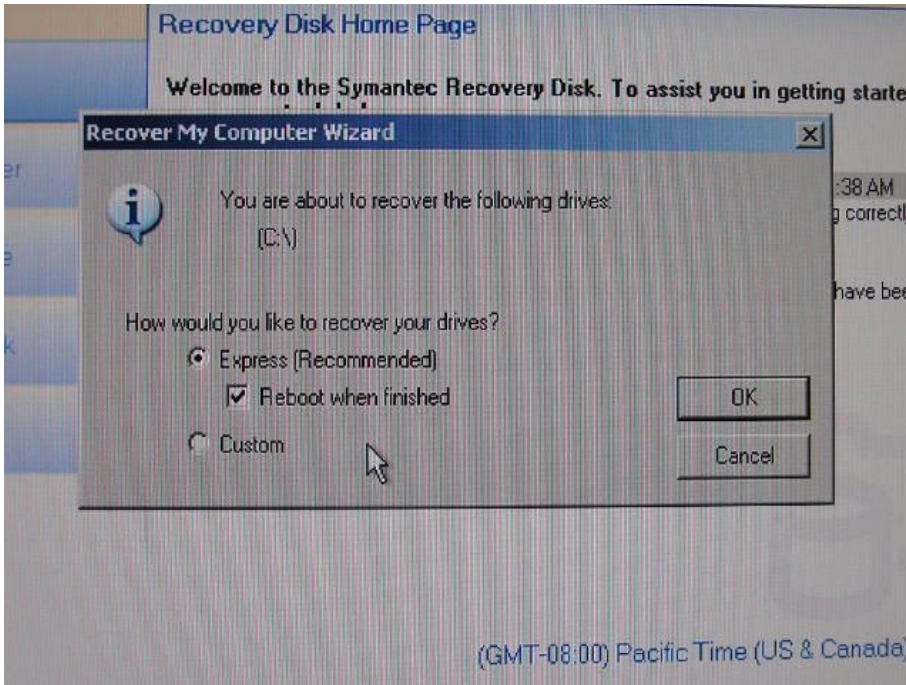 Recovery Disk Home Page
Welcome to the Symantec Recovery Disk. To assist you in getting starte
Recover My Computer Wizard
er
:38 AM
You are about to recover the following drives:
g correctl
(C:\)
e
have bee
How would you like to recover your drives?
k
Express (Recommended)
Reboot when finished
OK
Custom
Cancel
(GMT-08:00) Pacific Time (US & Canada)